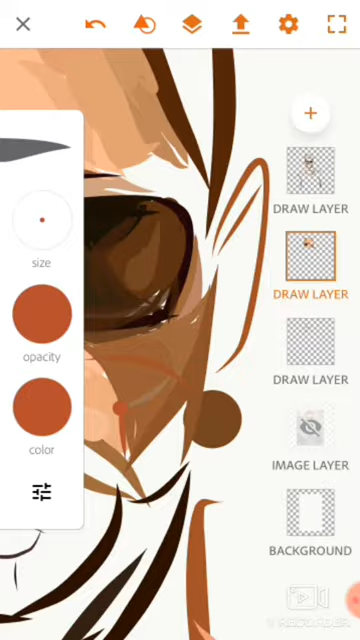 DRAW LAYER
size
DRAW LAYER
opacity
DRAW LAYER
color
IMAGE LAYER
BACKGROUND